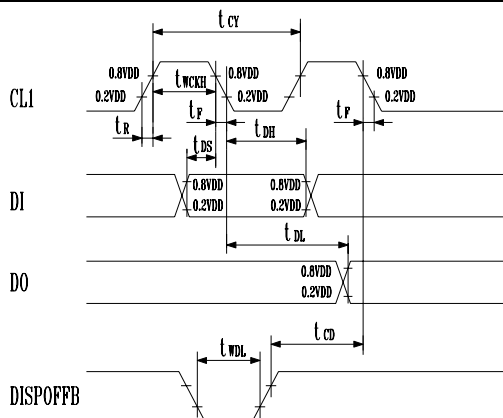 t CY
0.8VDD t WCKH 0.8VDD 0.8VDD
CL1 0.2VDD 0.2VDD 0.2VDD
t F t F
t R t DH
t DS
DI 0.8VDD 0.8VDD
0.2VDD 0.2VDD
t DL
DO 0.8VDD
0.2VDD
t CD
t WDL
DISPOFFB